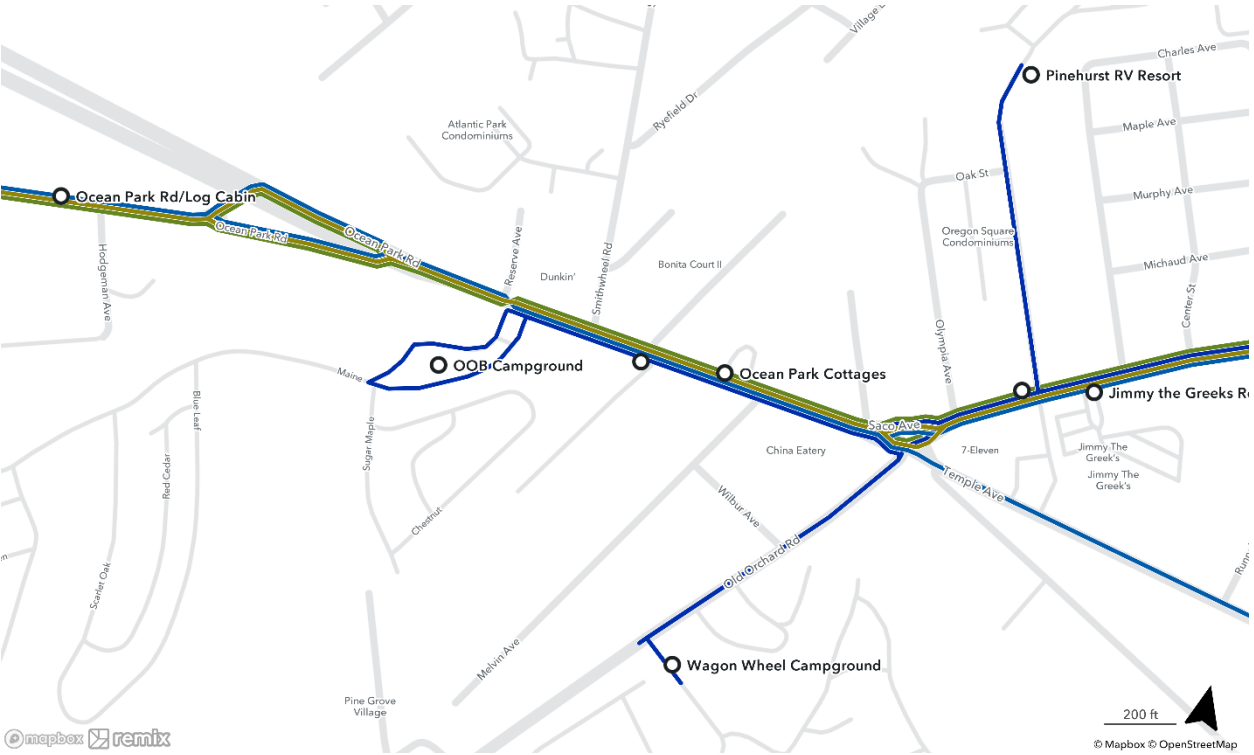 Village
Charles Ave
Pinehurst RV Resort
Ryefield Dr
Atlantic Park
Condominiums
Maple Ave
Oak St
Murphy Ave
Ocean Park Rd/Log Cabin
Ocean Park Rd
Ocean Park Rd
Oregon Square
Condominiums
Hodgeman Ave
Reserve Ave
Smithwheel Rd
Bonita Court II
Dunkin'
Michaud Ave
Center St
Olympia Ave
OOB Campground
Ocean Park Cottages
Maine
Jimmy the Greeks Re
Blue Leaf
Sugar Maple
Saco Ave
China Eatery
7-Eleven
Jimmy The
Greek's
Jimmy The
Greek's
Red Cedar
Temple Ave
Wilbur Ave
Chestnut
Old Orchard Rd
Scarlet Oak
Runn
Melvin Ave
Wagon Wheel Campground
Pine Grove
Village
200 ft
mapbox remix
© Mapbox © OpenStreetMap